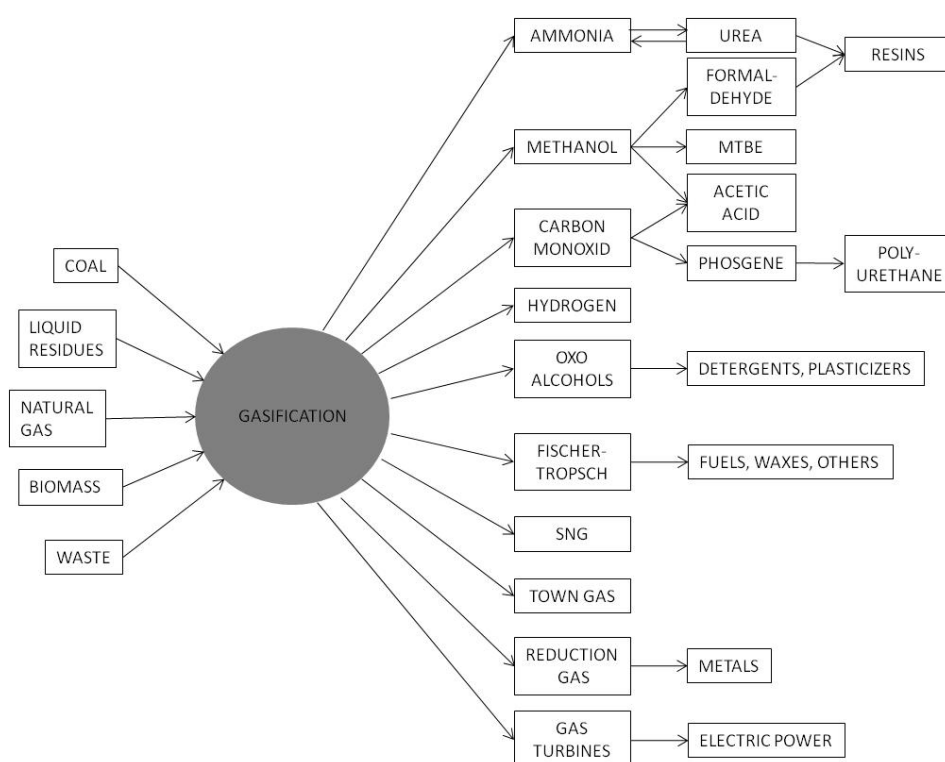 COAL
LIQUID
RESIDUES
NATURAL
GAS
BIOMASS
WASTE
GASIFICATION
AMMONIA
METHANOL
CARBON
MONOXID
HYDROGEN
OXO
ALCOHOLS
FISCHER-
TROPSCH
SNG
TOWN GAS
REDUCTION
GAS
GAS
TURBINES
UREA
FORMAL-
DEHYDE
MTBE
ACETIC
ACID
PHOSGENE
DETERGENTS, PLASTICIZERS
FUELS, WAXES, OTHERS
METALS
ELECTRIC POWER
RESINS
POLY-
URETHANE